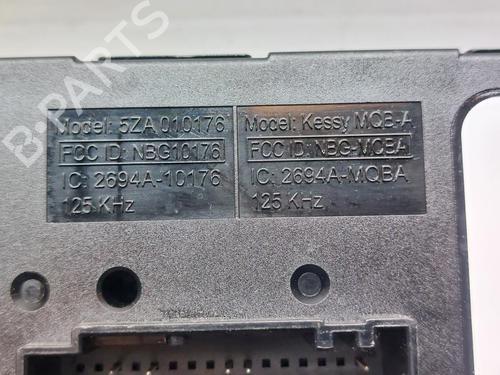 Model: 5ZA 010176
FCC ID: NBG10176
IC: 2694A-10176
125 KHz
Model: Kessy MQB-A
FCC ID: NBG-MQBA
IC: 2694A-MQBA
125 KHz
B-PARTS